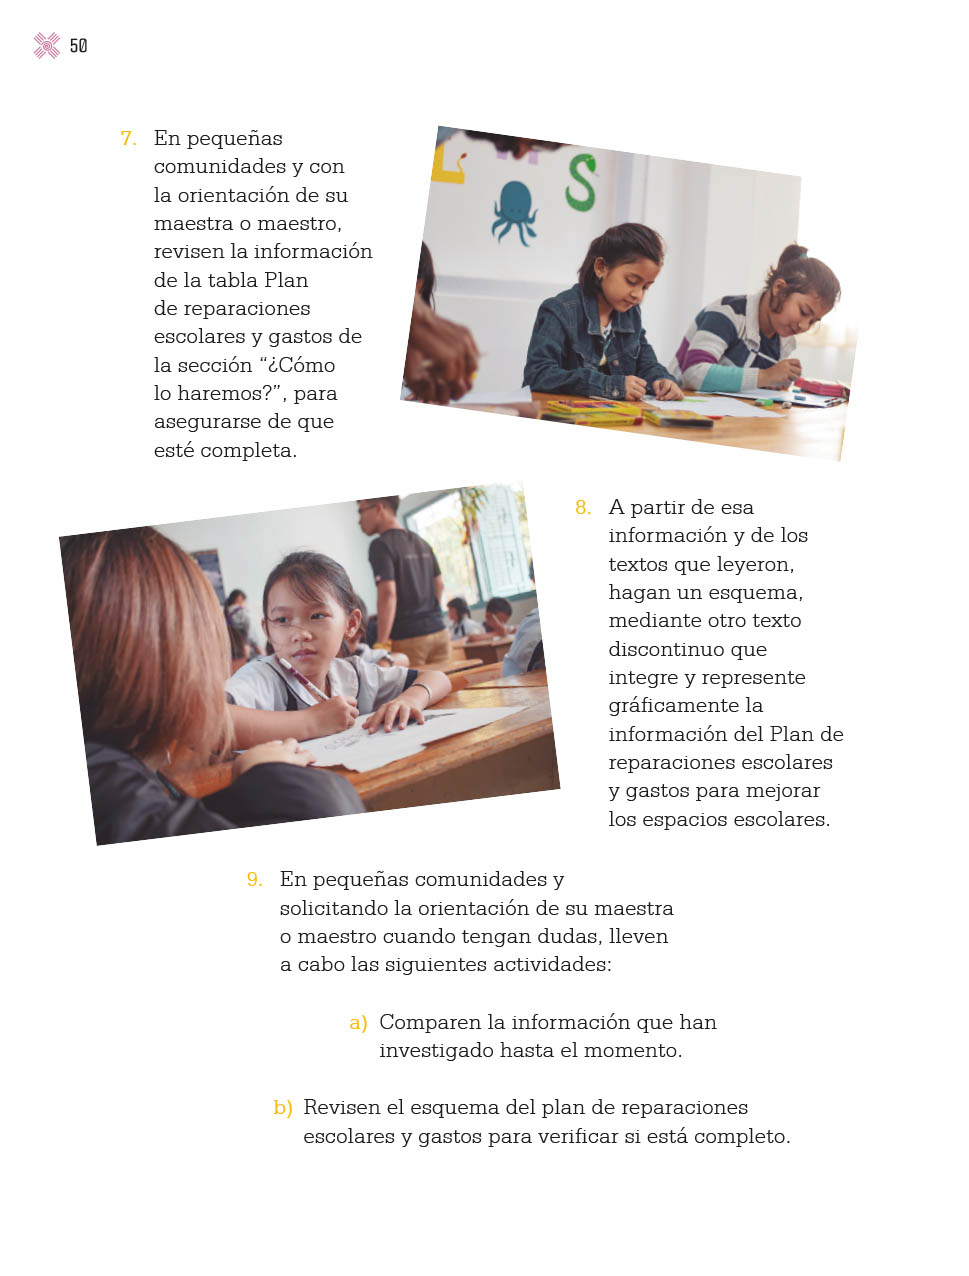 50
7. En pequeñas
comunidades y con
la orientación de su
maestra o maestro,
revisen la información
de la tabla Plan
de reparaciones
escolares y gastos de
la sección “¿Cómo
lo haremos?”, para
asegurarse de que
esté completa.
8. A partir de esa
información y de los
textos que leyeron,
hagan un esquema,
mediante otro texto
discontinuo que
integre y represente
gráficamente la
información del Plan de
reparaciones escolares
y gastos para mejorar
los espacios escolares.
9. En pequeñas comunidades y
solicitando la orientación de su maestra
o maestro cuando tengan dudas, lleven
a cabo las siguientes actividades:
a) Comparen la información que han
investigado hasta el momento.
b) Revisen el esquema del plan de reparaciones
escolares y gastos para verificar si está completo.